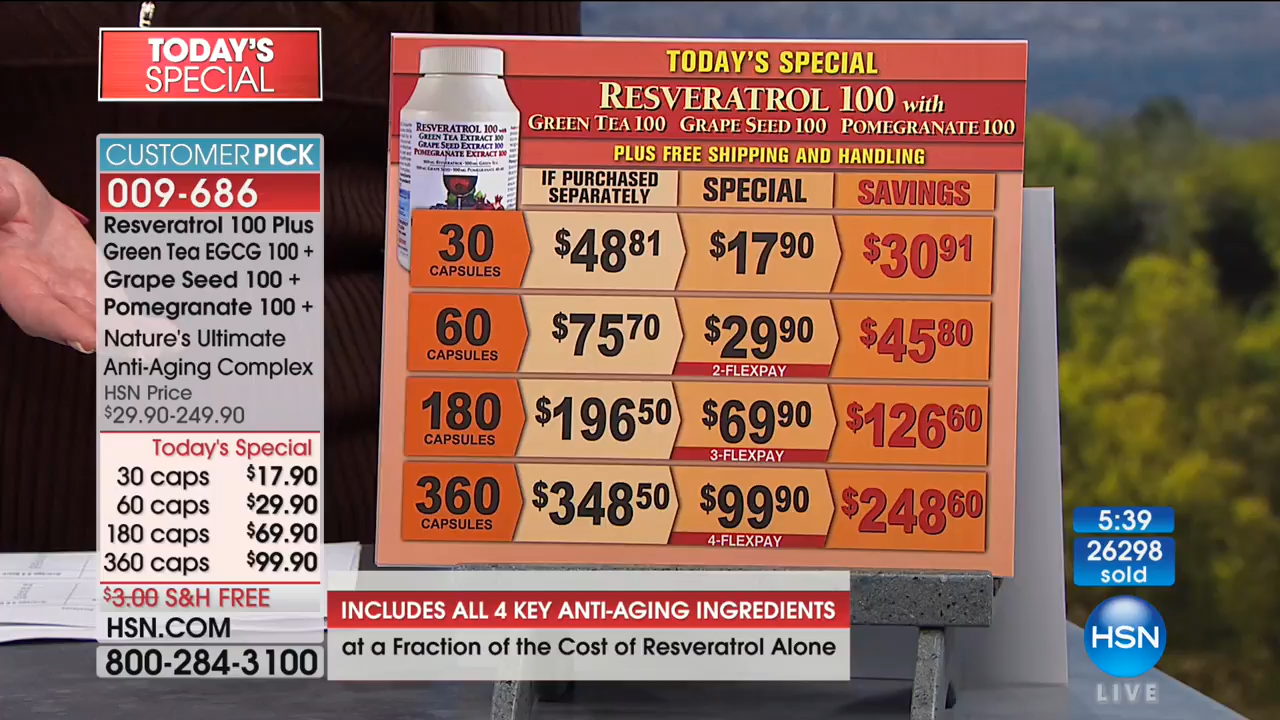 TODAY'S
SPECIAL
CUSTOMER PICK
009-686
Resveratrol 100 Plus
Green Tea EGCG 100 +
Grape Seed 100 +
Pomegranate 100 +
Nature's Ultimate
Anti-Aging Complex
HSN Price
$29.90-249.90
Today's Special
30 caps $17.90
60 caps $29.90
180 caps $69.90
360 caps $99.90
$3.00 S&H FREE
HSN.COM
800-284-3100
TODAY'S SPECIAL
RESVERATROL 100 with
GREEN TEA 100 GRAPE SEED 100 POMEGRANATE 100
PLUS FREE SHIPPING AND HANDLING
RESVERATROL 100 with
GREEN TEA EXTRACT 100
GRAPE SEED EXTRACT 100
POMEGRANATE EXTRACT 100
IF PURCHASED SEPARATELY SPECIAL SAVINGS
30 CAPSULES $48.81 $17.90 $30.91
60 CAPSULES $75.70 $29.90 $45.80
2-FLEXPAY
180 CAPSULES $196.50 $69.90 $126.60
3-FLEXPAY
360 CAPSULES $348.50 $99.90 $248.60
4-FLEXPAY
INCLUDES ALL 4 KEY ANTI-AGING INGREDIENTS
at a Fraction of the Cost of Resveratrol Alone
5:39
26298
sold
HSN
LIVE